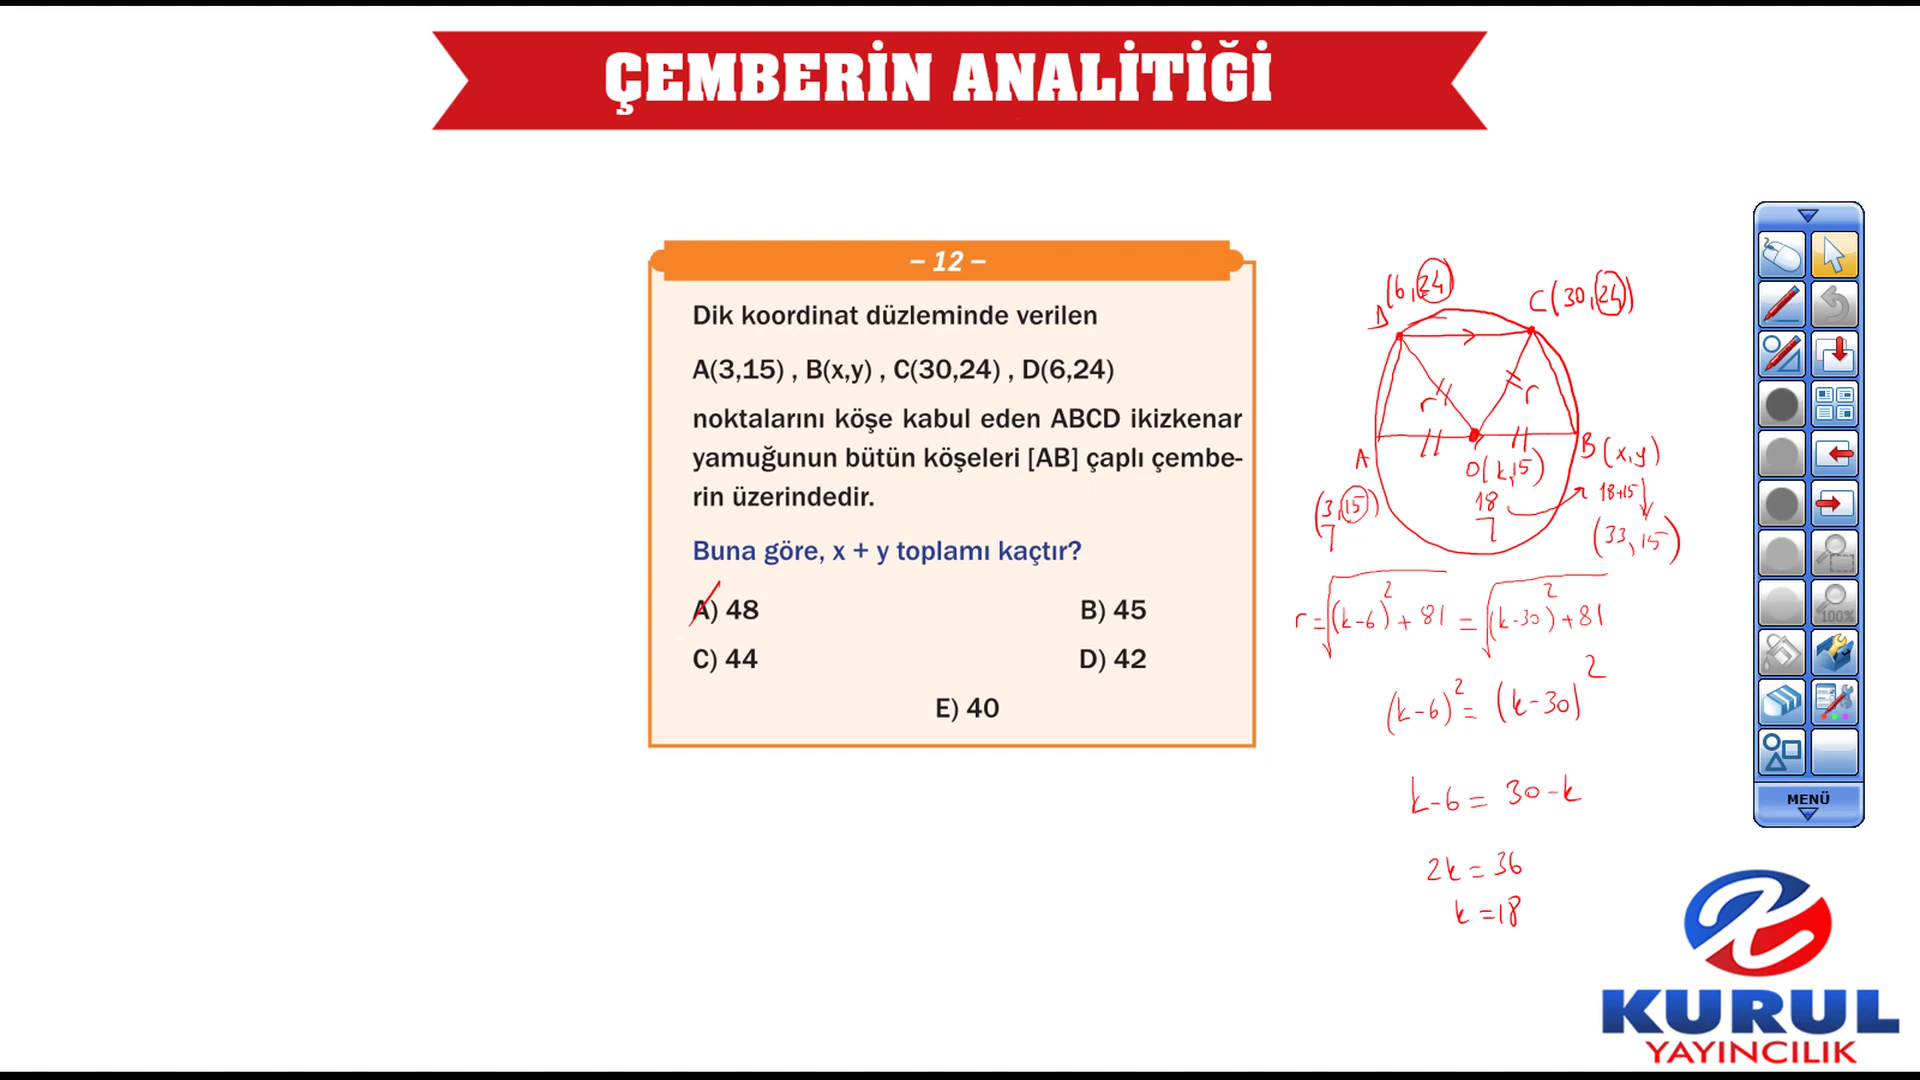 ÇEMBERİN ANALİTİĞİ
– 12 –
Dik koordinat düzleminde verilen
A(3,15) , B(x,y) , C(30,24) , D(6,24)
noktalarını köşe kabul eden ABCD ikizkenar
yamuğunun bütün köşeleri [AB] çaplı çembe-
rin üzerindedir.
Buna göre, x + y toplamı kaçtır?
A) 48
B) 45
C) 44
D) 42
E) 40
D (6,24)
C(30,24)
r
r
A
B (x,y)
O(k,15)
(3,15)
18
18+15
(33,15)
r=√(k-6)²+81 = √(k-30)²+81
(k-6)² = (k-30)²
k-6= 30-k
2k=36
k=18
100%
MENÜ
KURUL
YAYINCILIK